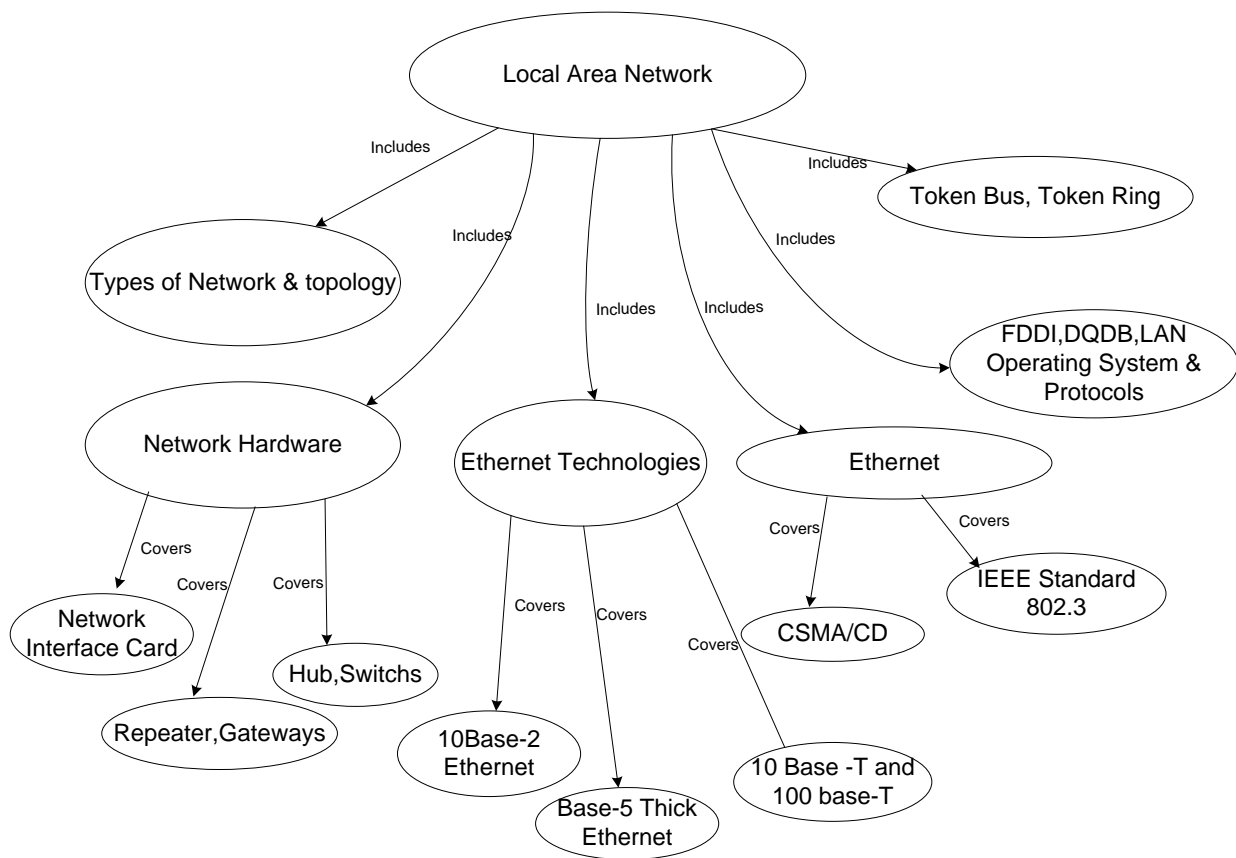 Local Area Network
Includes
Includes
Token Bus, Token Ring
Includes
Includes
Types of Network & topology
Includes
Includes
FDDI,DQDB,LAN
Operating System &
Protocols
Network Hardware
Ethernet Technologies
Ethernet
Covers
Covers
Covers
Covers
Covers
Covers
Covers
Covers
Network
Interface Card
Hub,Switchs
Repeater,Gateways
10Base-2
Ethernet
Base-5 Thick
Ethernet
10 Base -T and
100 base-T
CSMA/CD
IEEE Standard
802.3